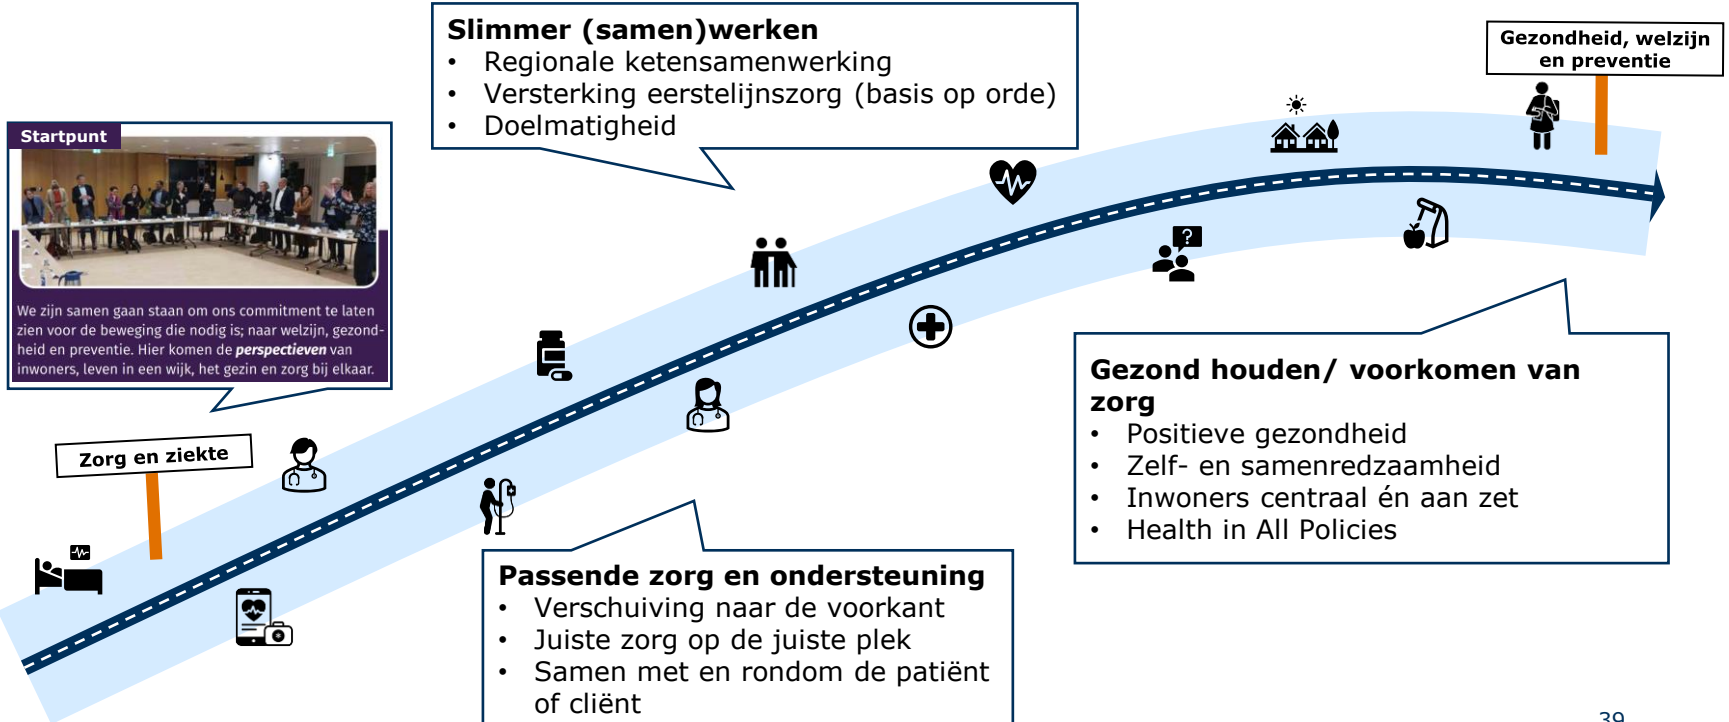 Startpunt
We zijn samen gaan staan om ons commitment te laten
zien voor de beweging die nodig is; naar welzijn, gezond-
heid en preventie. Hier komen de perspectieven van
inwoners, leven in een wijk, het gezin en zorg bij elkaar.
Zorg en ziekte
Slimmer (samen)werken
• Regionale ketensamenwerking
• Versterking eerstelijnszorg (basis op orde)
• Doelmatigheid
Passende zorg en ondersteuning
• Verschuiving naar de voorkant
• Juiste zorg op de juiste plek
• Samen met en rondom de patiënt
of cliënt
Gezondheid, welzijn
en preventie
?
Gezond houden/ voorkomen van
zorg
• Positieve gezondheid
• Zelf- en samenredzaamheid
• Inwoners centraal én aan zet
• Health in All Policies
39